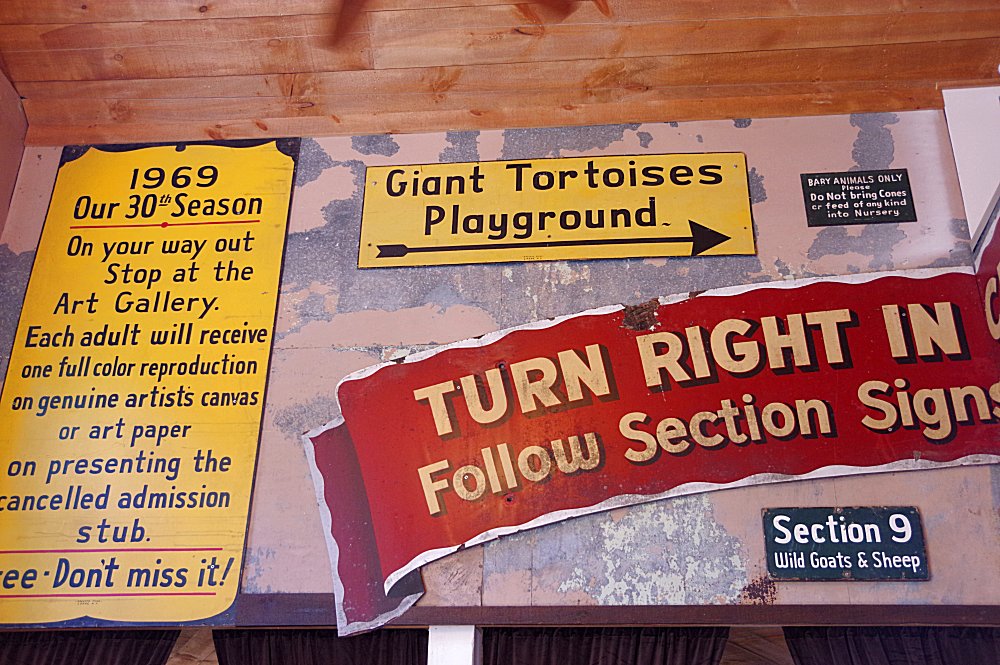 1969
Our 30th Season
On your way out
Stop at the
Art Gallery.
Each adult will receive
one full color reproduction
on genuine artists canvas
or art paper
on presenting the
cancelled admission
stub.
ree - Don't miss it!
Giant Tortoises
Playground
BABY ANIMALS ONLY
Please
Do Not bring Cones
or feed of any kind
into Nursery
TURN RIGHT IN
Follow Section Signs
Section 9
Wild Goats & Sheep